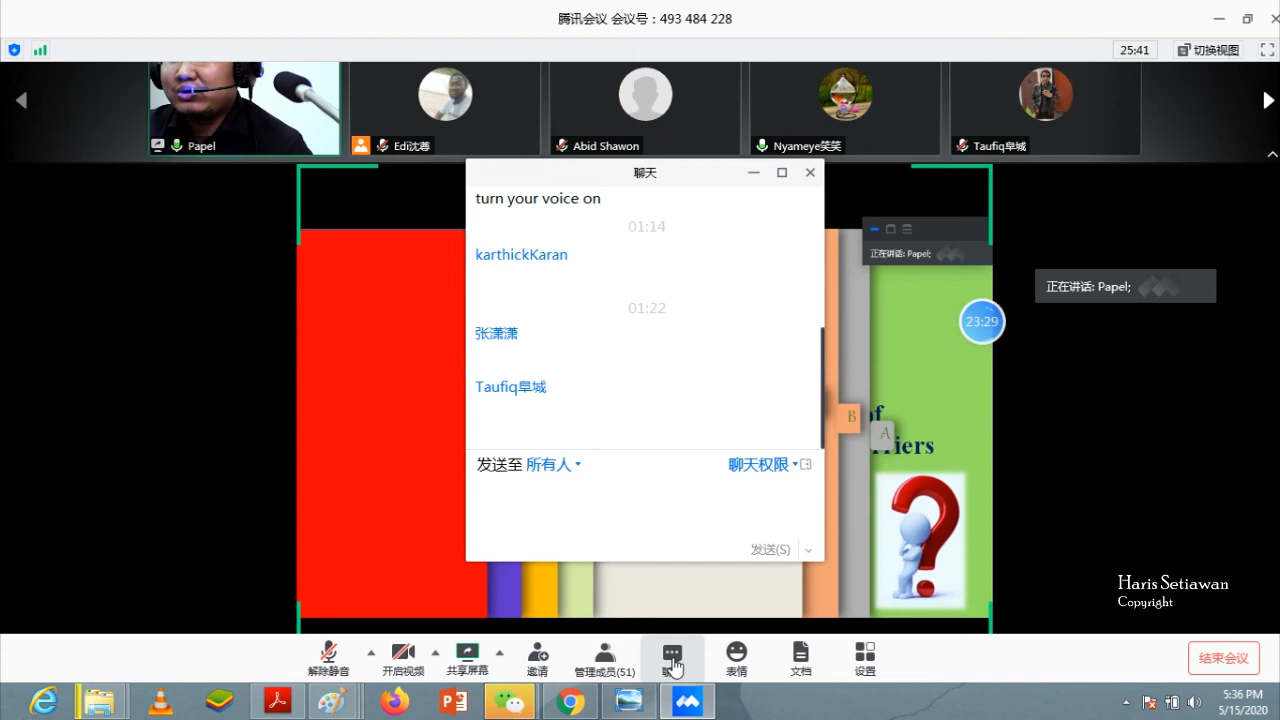 腾讯会议 会议号：493 484 228
25:41
切换视图
Papel
Edi沈尊
Abid Shawon
Nyameye笑笑
Taufiq阜城
聊天
turn your voice on
01:14
karthickKaran
01:22
张潇潇
Taufiq阜城
发送至 所有人
聊天权限
发送(S)
正在讲话: Papel;
正在讲话: Papel;
23:29
B
A
of
riers
Haris Setiawan
Copyright
解除静音
开启视频
共享屏幕
邀请
管理成员(51)
表情
文档
设置
结束会议
5:36 PM
5/15/2020